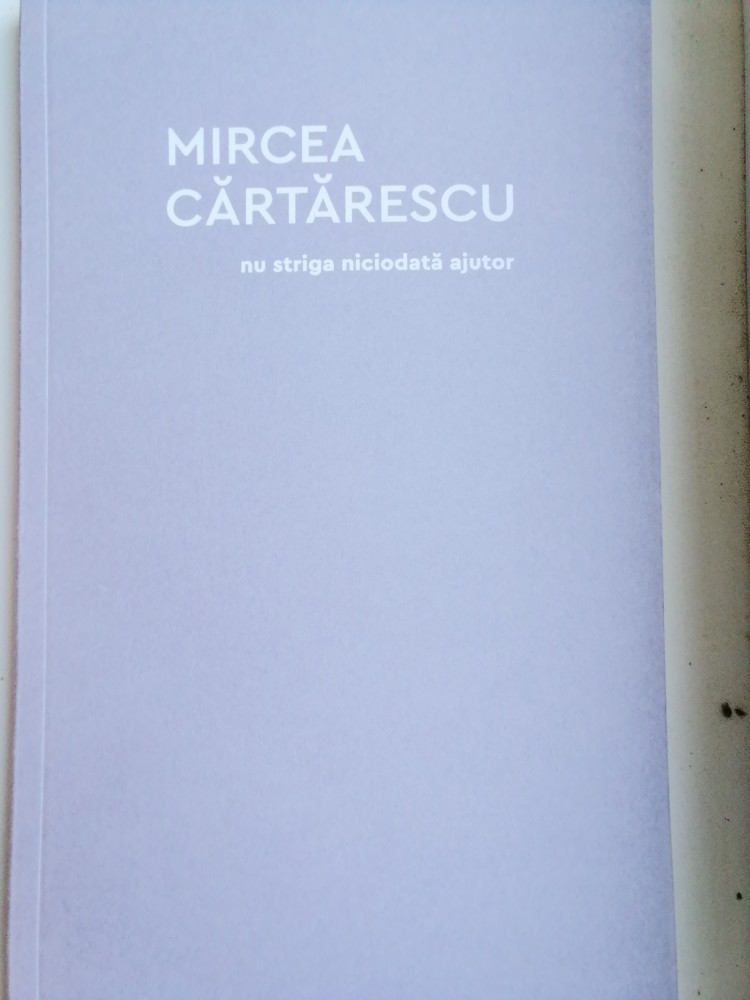 MIRCEA
CĂRTĂRESCU
nu striga niciodată ajutor